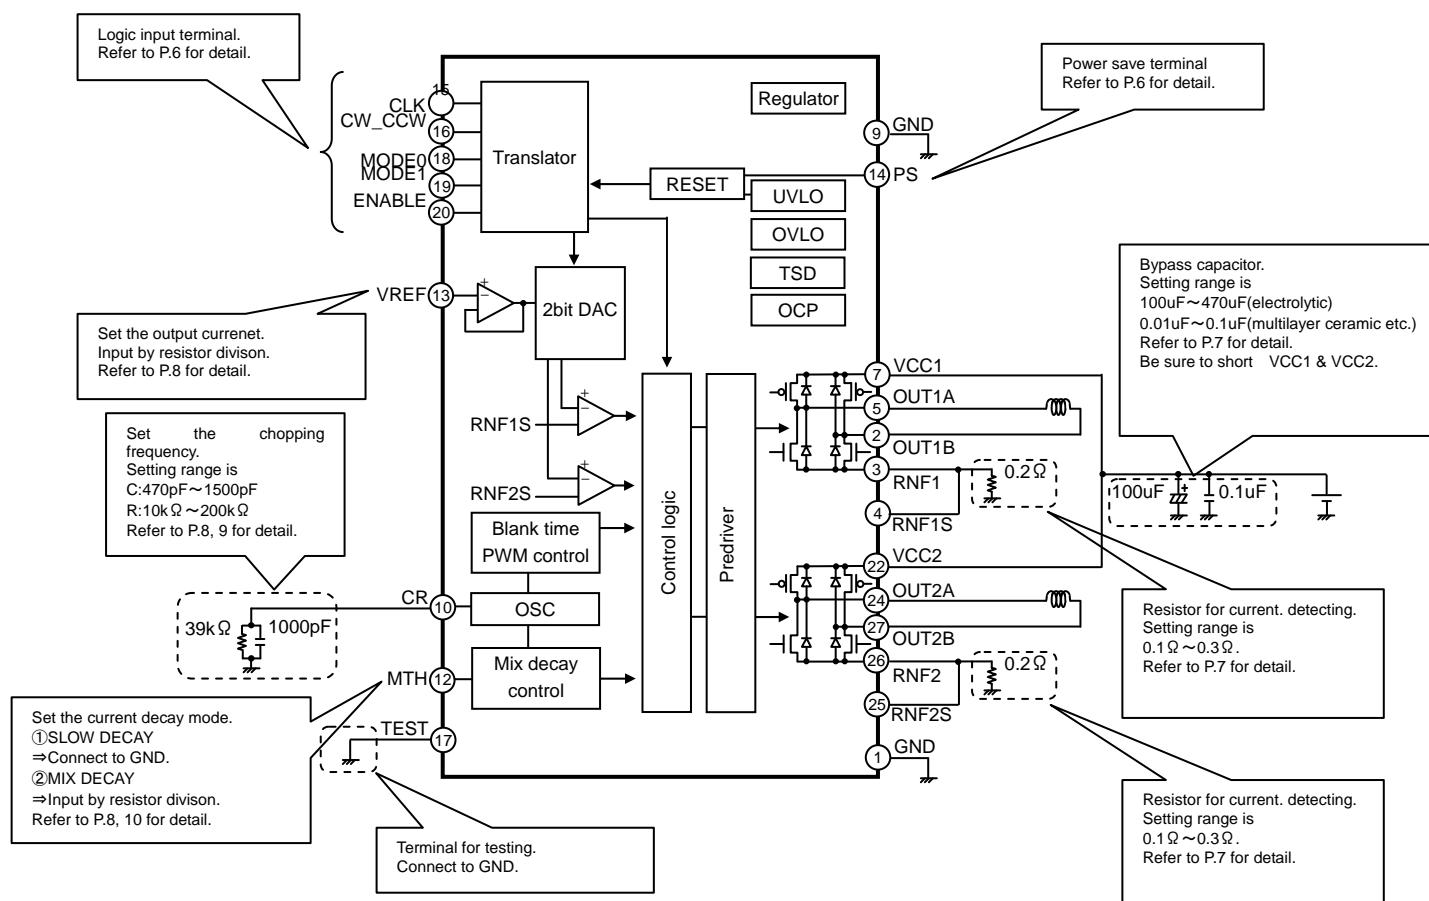 Logic input terminal.
Refer to P.6 for detail.
Power save terminal
Refer to P.6 for detail.
15
CLK
CW_CCW
16
MODE0
18
MODE1
19
ENABLE
20
Translator
Regulator
9
GND
14
PS
RESET
UVLO
OVLO
TSD
OCP
Bypass capacitor.
Setting range is
100uF～470uF(electrolytic)
0.01uF～0.1uF(multilayer ceramic etc.)
Refer to P.7 for detail.
Be sure to short VCC1 & VCC2.
VREF
13
+
−
2bit DAC
Set the output currenet.
Input by resistor divison.
Refer to P.8 for detail.
RNF1S
+
−
RNF2S
+
−
Set the chopping
frequency.
Setting range is
C:470pF～1500pF
R:10kΩ～200kΩ
Refer to P.8, 9 for detail.
Blank time
PWM control
OSC
Mix decay
control
Control logic
Predriver
7
VCC1
5
OUT1A
2
OUT1B
3
RNF1
4
RNF1S
0.2Ω
100uF
+
0.1uF
22
VCC2
24
OUT2A
27
OUT2B
26
RNF2
25
RNF2S
0.2Ω
1
GND
CR
10
39kΩ
1000pF
MTH
12
TEST
17
Set the current decay mode.
①SLOW DECAY
⇒Connect to GND.
②MIX DECAY
⇒Input by resistor divison.
Refer to P.8, 10 for detail.
Terminal for testing.
Connect to GND.
Resistor for current. detecting.
Setting range is
0.1Ω～0.3Ω.
Refer to P.7 for detail.
Resistor for current. detecting.
Setting range is
0.1Ω～0.3Ω.
Refer to P.7 for detail.